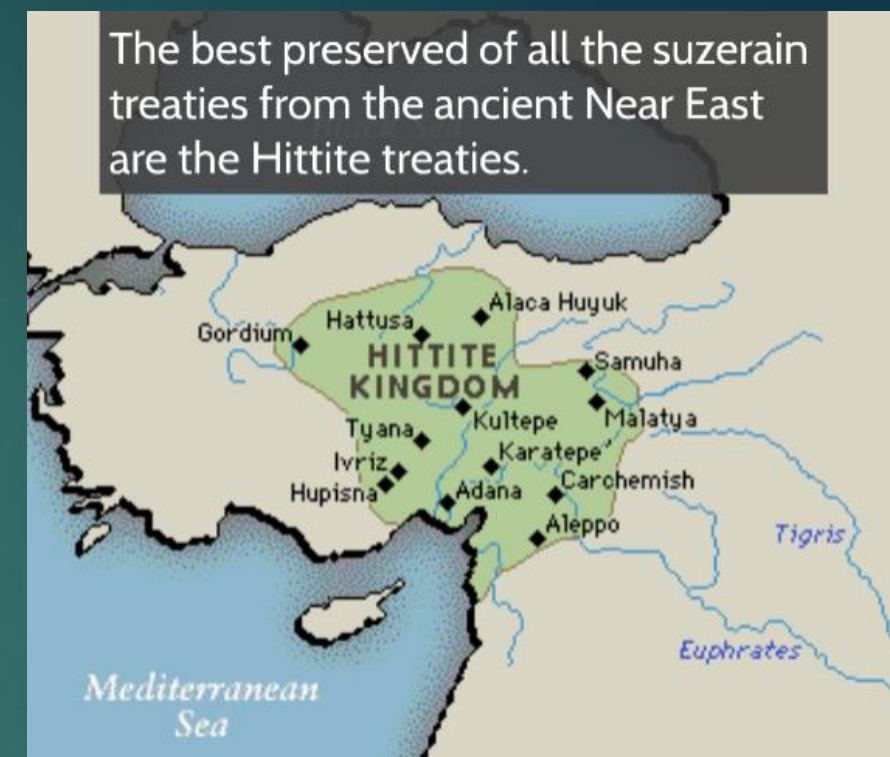 The best preserved of all the suzerain
treaties from the ancient Near East
are the Hittite treaties.
Alaca Huyuk
Hattusa
Gordium
HITTITE
KINGDOM
Samuha
Malatya
Kultepe
Tyana
Karatepe
Ivriz
Carchemish
Hupisna
Adana
Aleppo
Tigris
Euphrates
Mediterranean
Sea